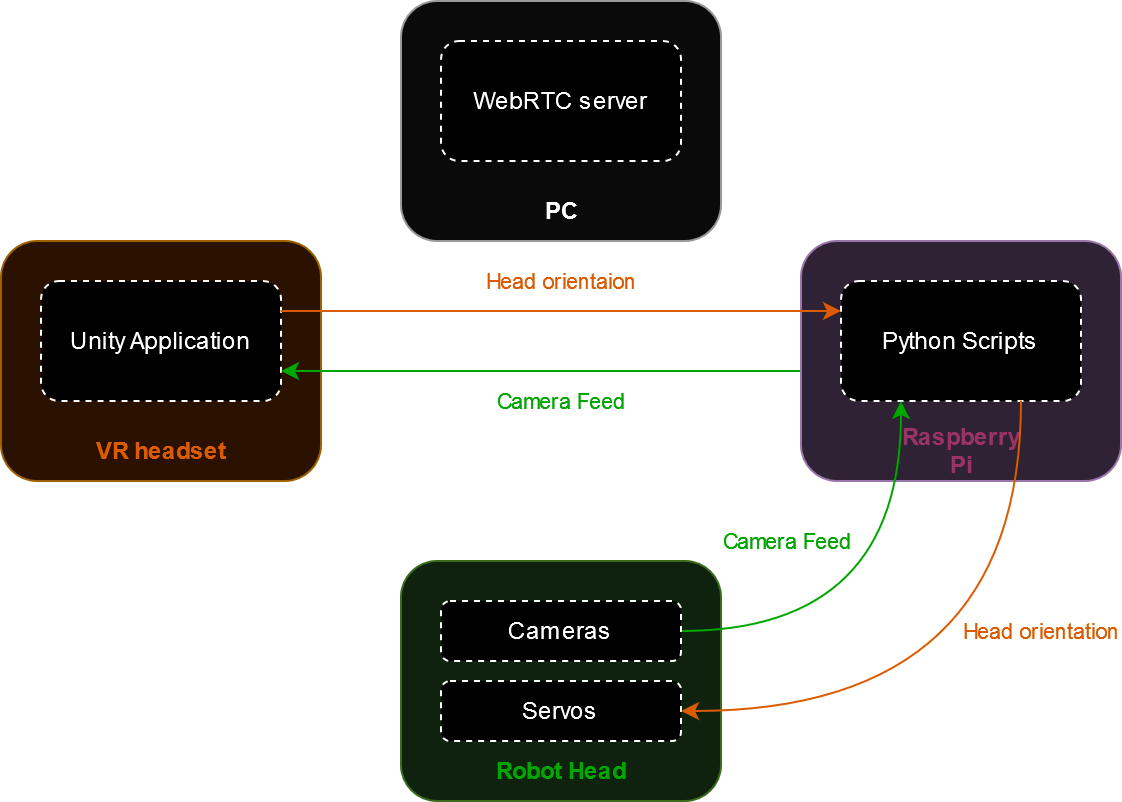 WebRTC server
PC
Head orientaion
Unity Application
Python Scripts
Camera Feed
VR headset
Raspberry
Pi
Camera Feed
Cameras
Head orientation
Servos
Robot Head